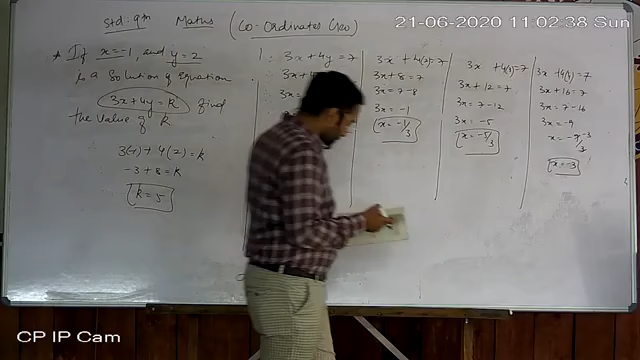 21-06-2020 11:02:38 Sun
Std: 9th Maths (Co-Ordinates Geo)
* If x=-1, and y=2
is a Solution of Equation
3x+4y=k find
the value of k.
3(-1)+4(2)=k
-3+8=k
k=5
3x+4y=7
3x+4(2)=7
3x+8=7
3x=7-8
3x=-1
x=-1/3
3x+4(3)=7
3x+12=7
3x=7-12
3x=-5
x=-5/3
3x+4(4)=7
3x+16=7
3x=7-16
3x=-9
x=-9/3
x=-3
CP IP Cam